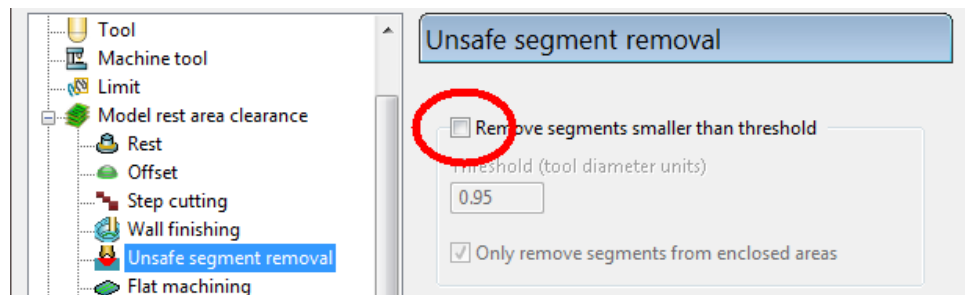 Tool
Machine tool
Limit
Model rest area clearance
Rest
Offset
Step cutting
Wall finishing
Unsafe segment removal
Flat machining
Unsafe segment removal
Remove segments smaller than threshold
Threshold (tool diameter units)
0.95
Only remove segments from enclosed areas